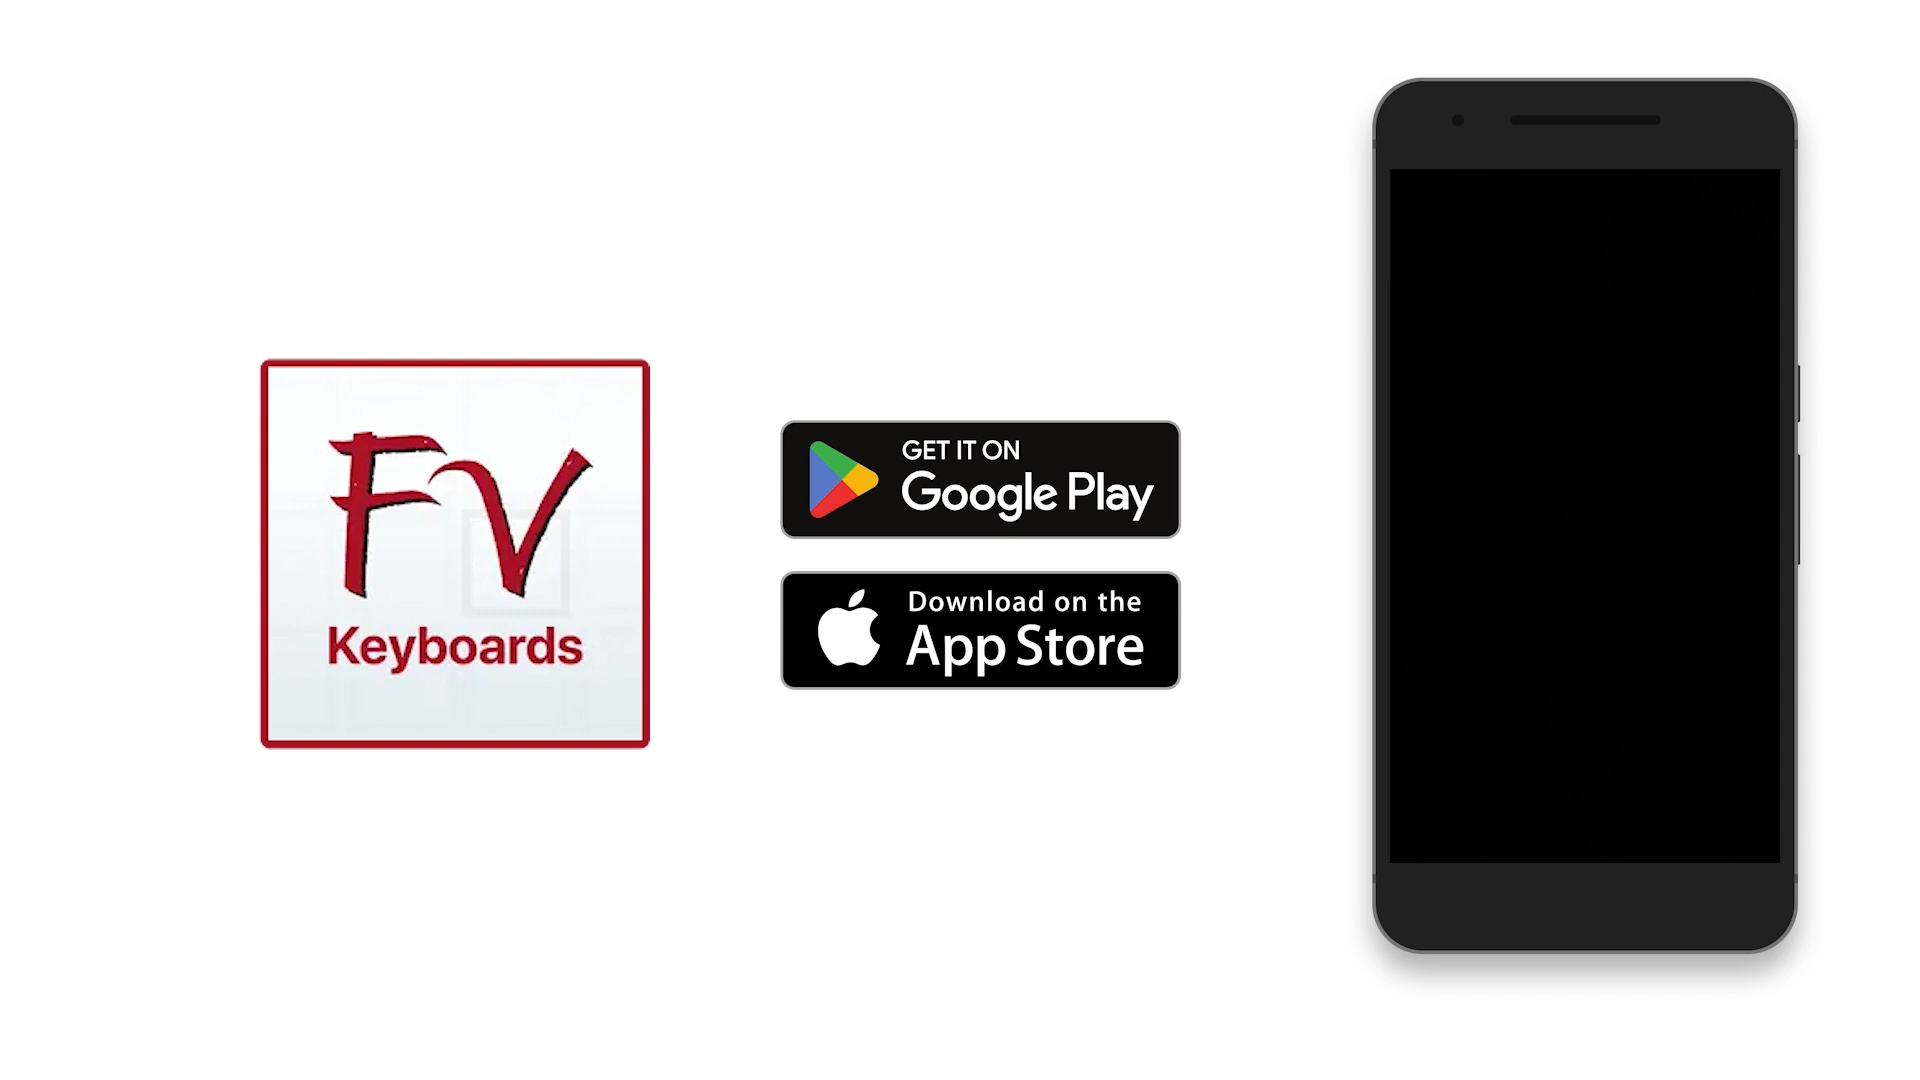 FV
Keyboards
GET IT ON
Google Play
Download on the
App Store